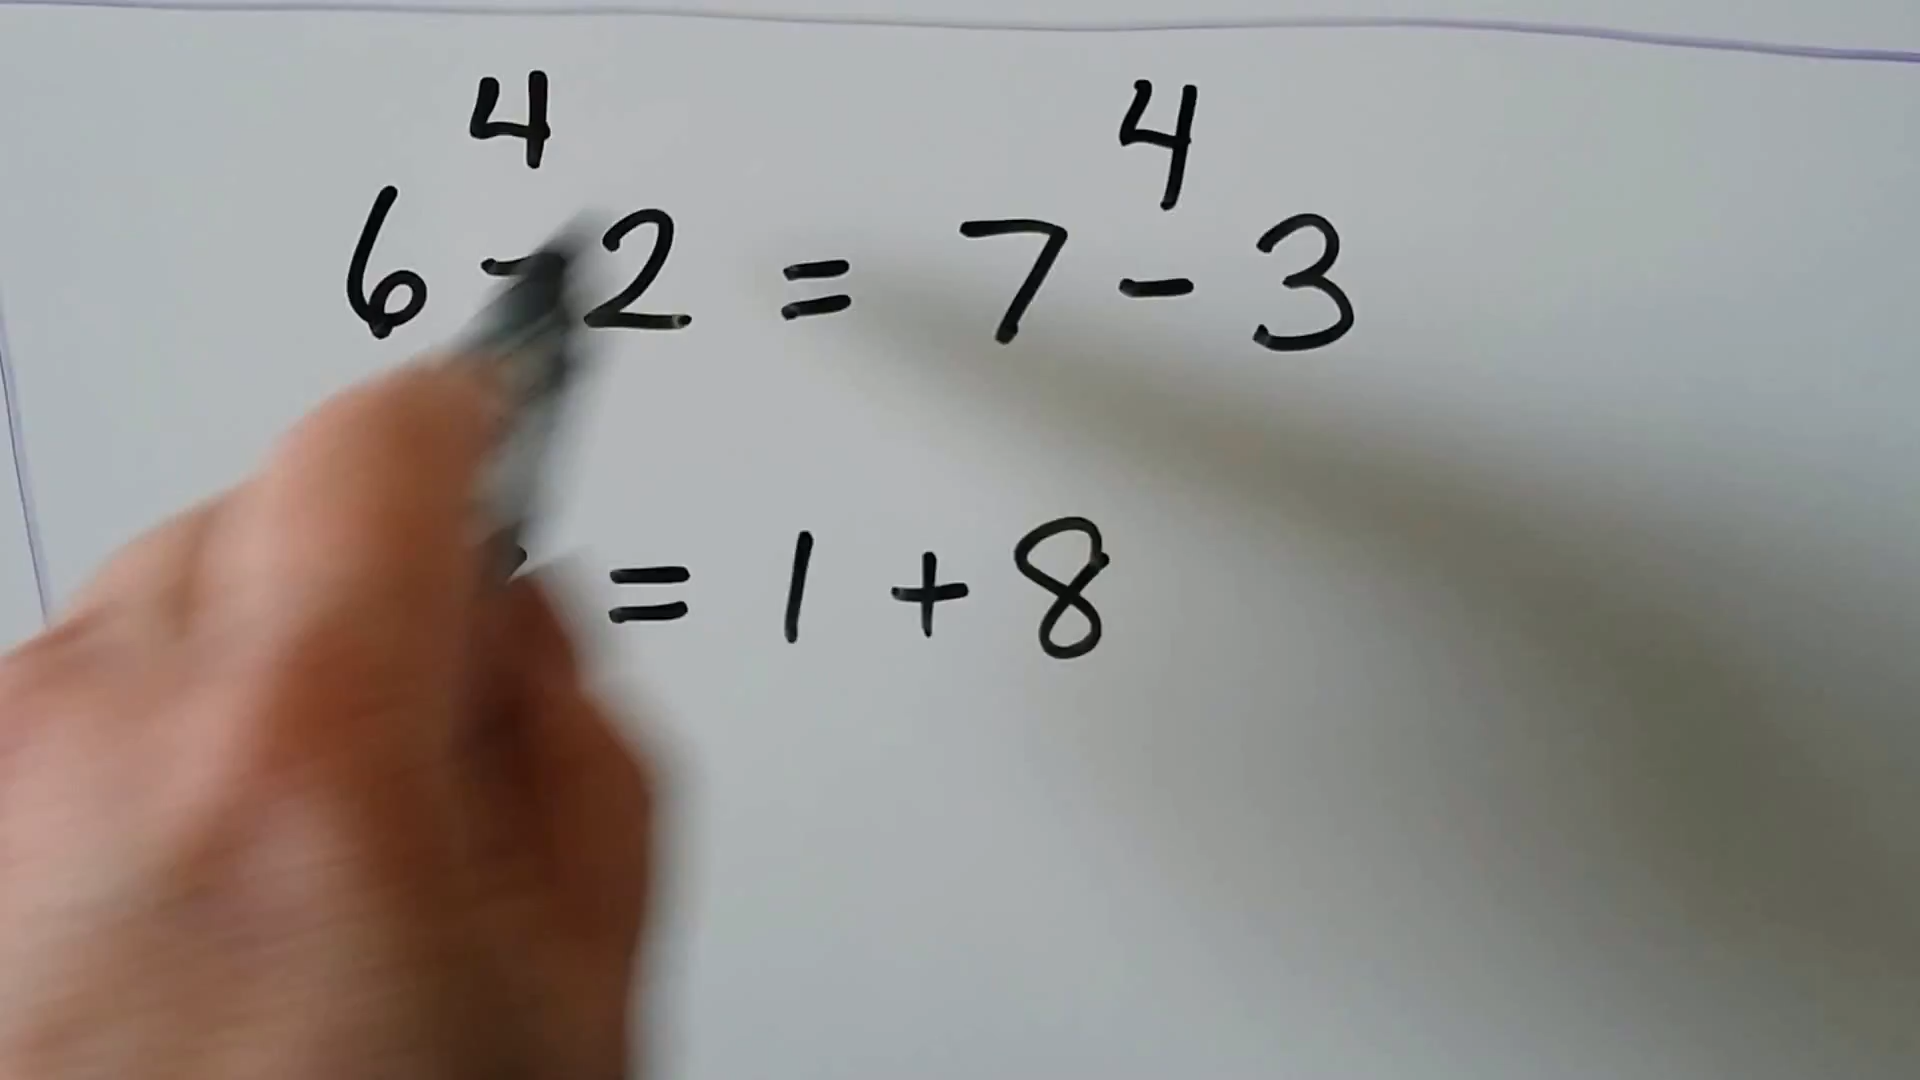 4 4
6 - 2 = 7 - 3
= 1 + 8